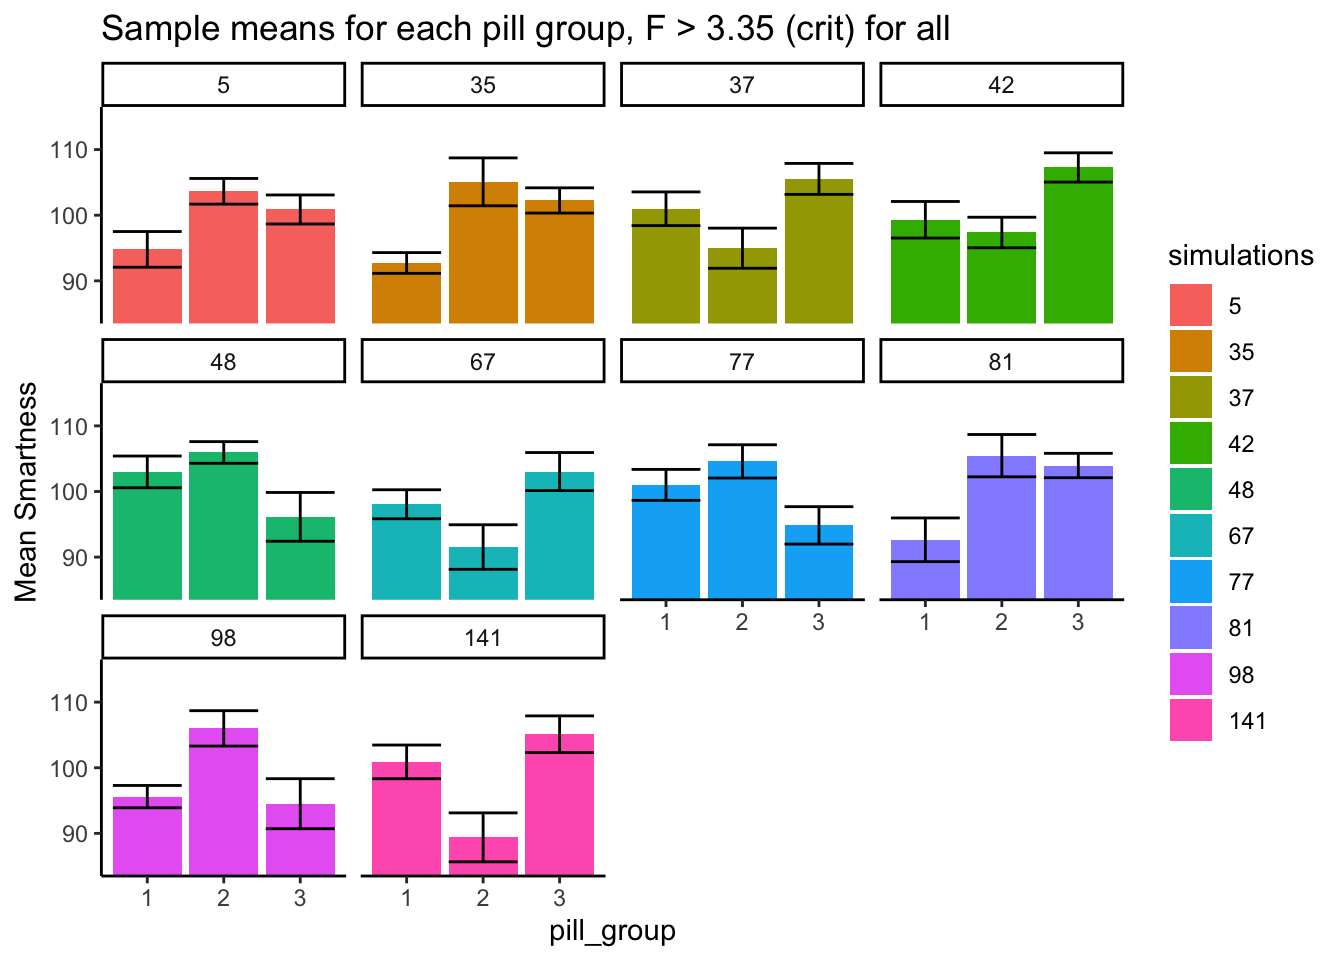 Sample means for each pill group, F > 3.35 (crit) for all
5 35 37 42
110
100
90
48 67 77 81
110
100
90
1 2 3 1 2 3
98 141
110
100
90
1 2 3 1 2 3
pill_group
Mean Smartness
simulations
5
35
37
42
48
67
77
81
98
141